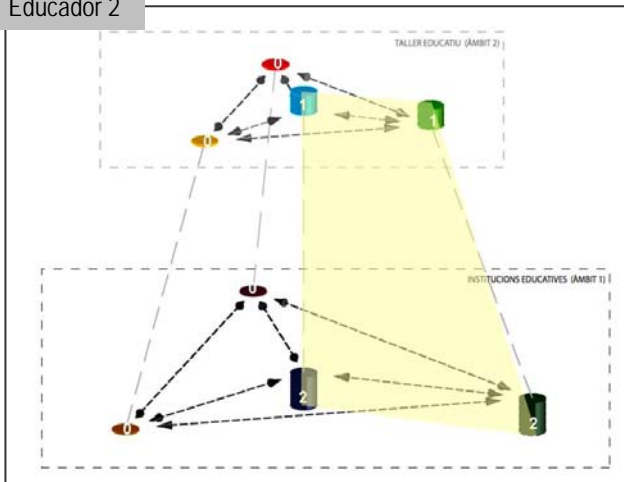 Educador 2
TALLER EDUCATIU (ÀMBIT 2)
0
1
1
0
INSTITUCIONS EDUCATIVES (ÀMBIT 1)
0
2
2
0